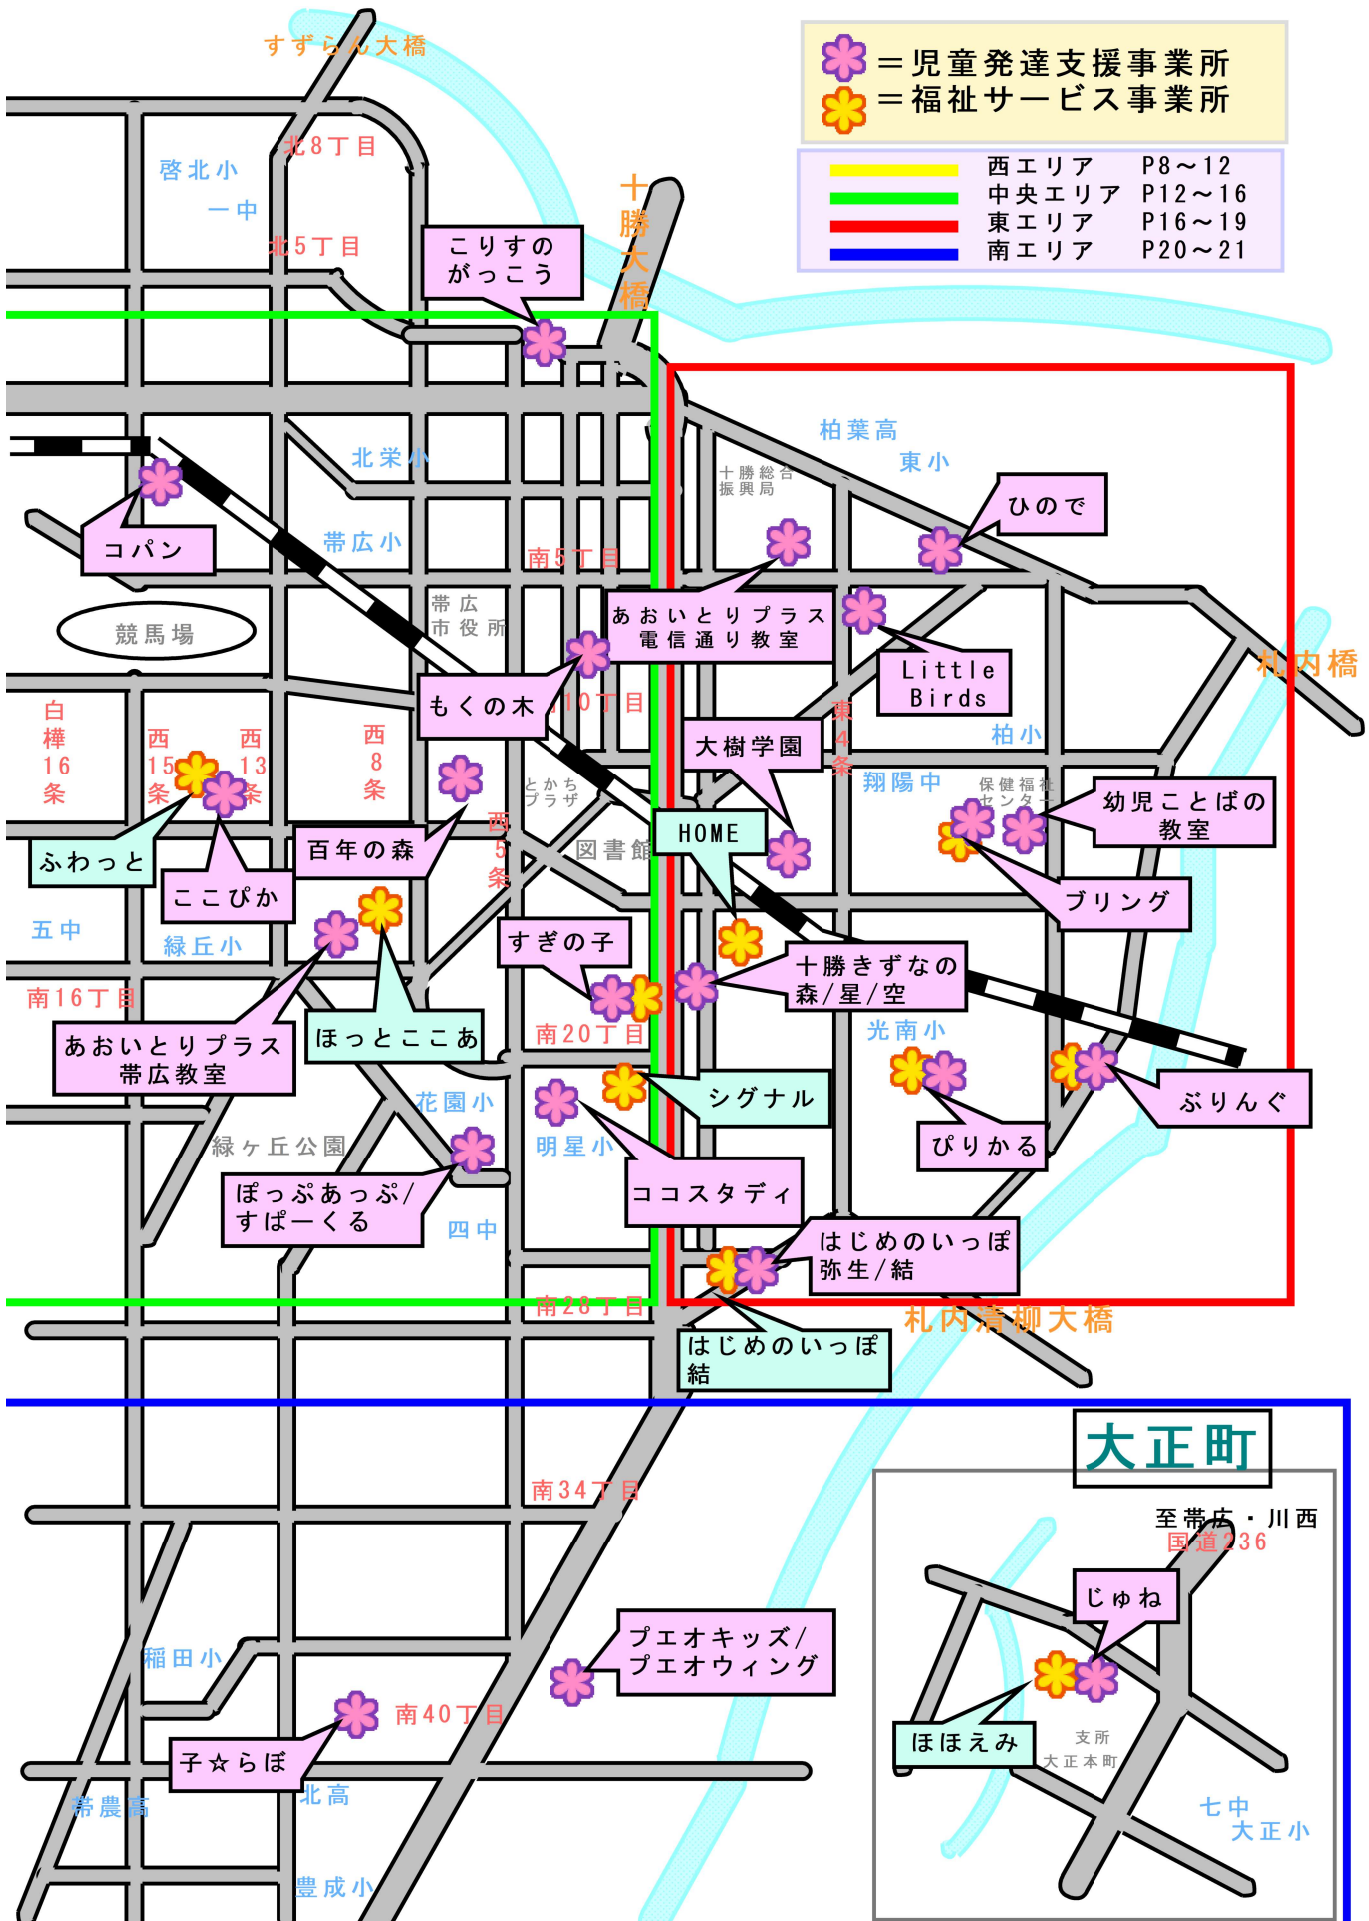 すずらん大橋
＝児童発達支援事業所
＝福祉サービス事業所
西エリア P8～12
中央エリア P12～16
東エリア P16～19
南エリア P20～21
北8丁目
啓北小
一中
十勝大橋
北5丁目
こりすの
がっこう
柏葉高
東小
北栄小
十勝総合
振興局
ひので
コパン
帯広小
南5丁目
競馬場
帯広
市役所
あおいとりプラス
電信通り教室
Little
Birds
札内橋
もくの木
10丁目
白樺16条
西15条
西13条
西8条
東4条
大樹学園
柏小
翔陽中
とかち
プラザ
保健福祉
センター
幼児ことばの
教室
ふわっと
ここぴか
百年の森
西5条
図書館
HOME
ブリング
五中
緑丘小
すぎの子
十勝きずなの
森/星/空
南16丁目
あおいとりプラス
帯広教室
ほっとここあ
南20丁目
光南小
花園小
シグナル
ぶりんぐ
緑ヶ丘公園
明星小
ぴりかる
ぽっぷあっぷ/
すぱーくる
四中
ココスタディ
はじめのいっぽ
弥生/結
南28丁目
札内清柳大橋
はじめのいっぽ
結
大正町
南34丁目
至帯広・川西
国道236
じゅね
プエオキッズ/
プエオウィング
稲田小
南40丁目
子☆らぼ
ほほえみ
支所
大正本町
帯農高
北高
七中
大正小
豊成小